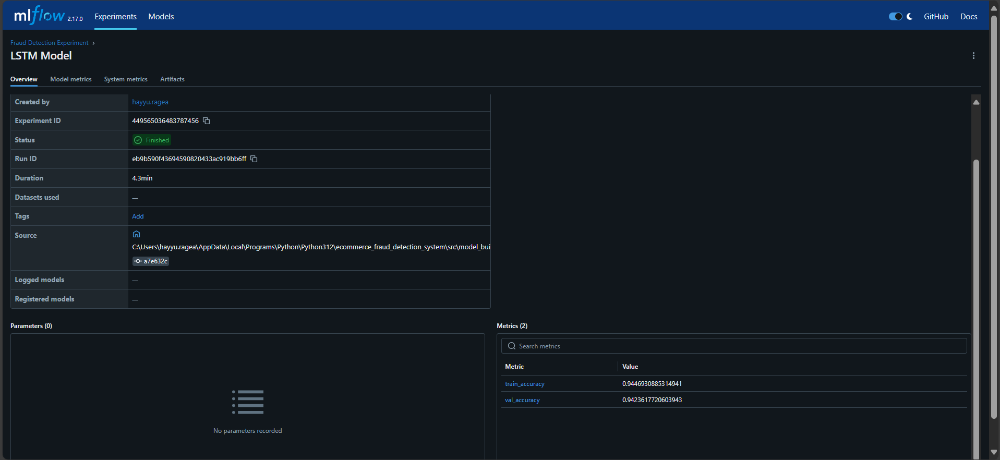 mlflow 2.17.0 Experiments Models GitHub Docs
Fraud Detection Experiment ›
LSTM Model
Overview Model metrics System metrics Artifacts
Created by hayyu.ragea
Experiment ID 449565036483787456
Status Finished
Run ID eb9b590f43694590820433ac919bb6ff
Duration 4.3min
Datasets used —
Tags Add
Source
C:\Users\hayyu.ragea\AppData\Local\Programs\Python\Python312\ecommerce_fraud_detection_system\src\model_bui
a7e632c
Logged models —
Registered models —
Parameters (0)
No parameters recorded
Metrics (2)
Search metrics
Metric Value
train_accuracy 0.9446930885314941
val_accuracy 0.9423617720603943